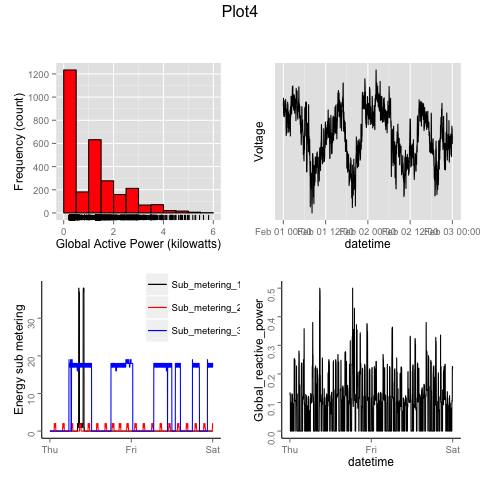 Plot4
Frequency (count)
1200
1000
800
600
400
200
0
0 2 4 6
Global Active Power (kilowatts)
Voltage
Feb 01 00:00 Feb 01 12:00 Feb 02 00:00 Feb 02 12:00 Feb 03 00:00
datetime
Energy sub metering
30
20
10
0
Thu Fri Sat
Sub_metering_1
Sub_metering_2
Sub_metering_3
Global_reactive_power
0.5
0.4
0.3
0.2
0.1
0.0
Thu Fri Sat
datetime